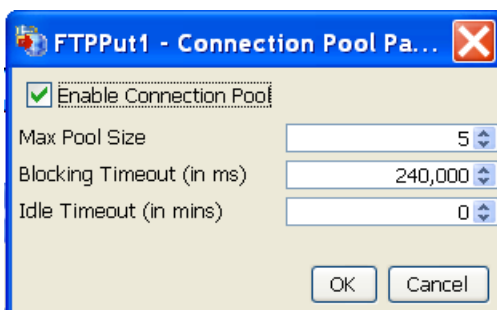 FTPPut1 - Connection Pool Pa...
Enable Connection Pool
Max Pool Size 5
Blocking Timeout (in ms) 240,000
Idle Timeout (in mins) 0
OK Cancel